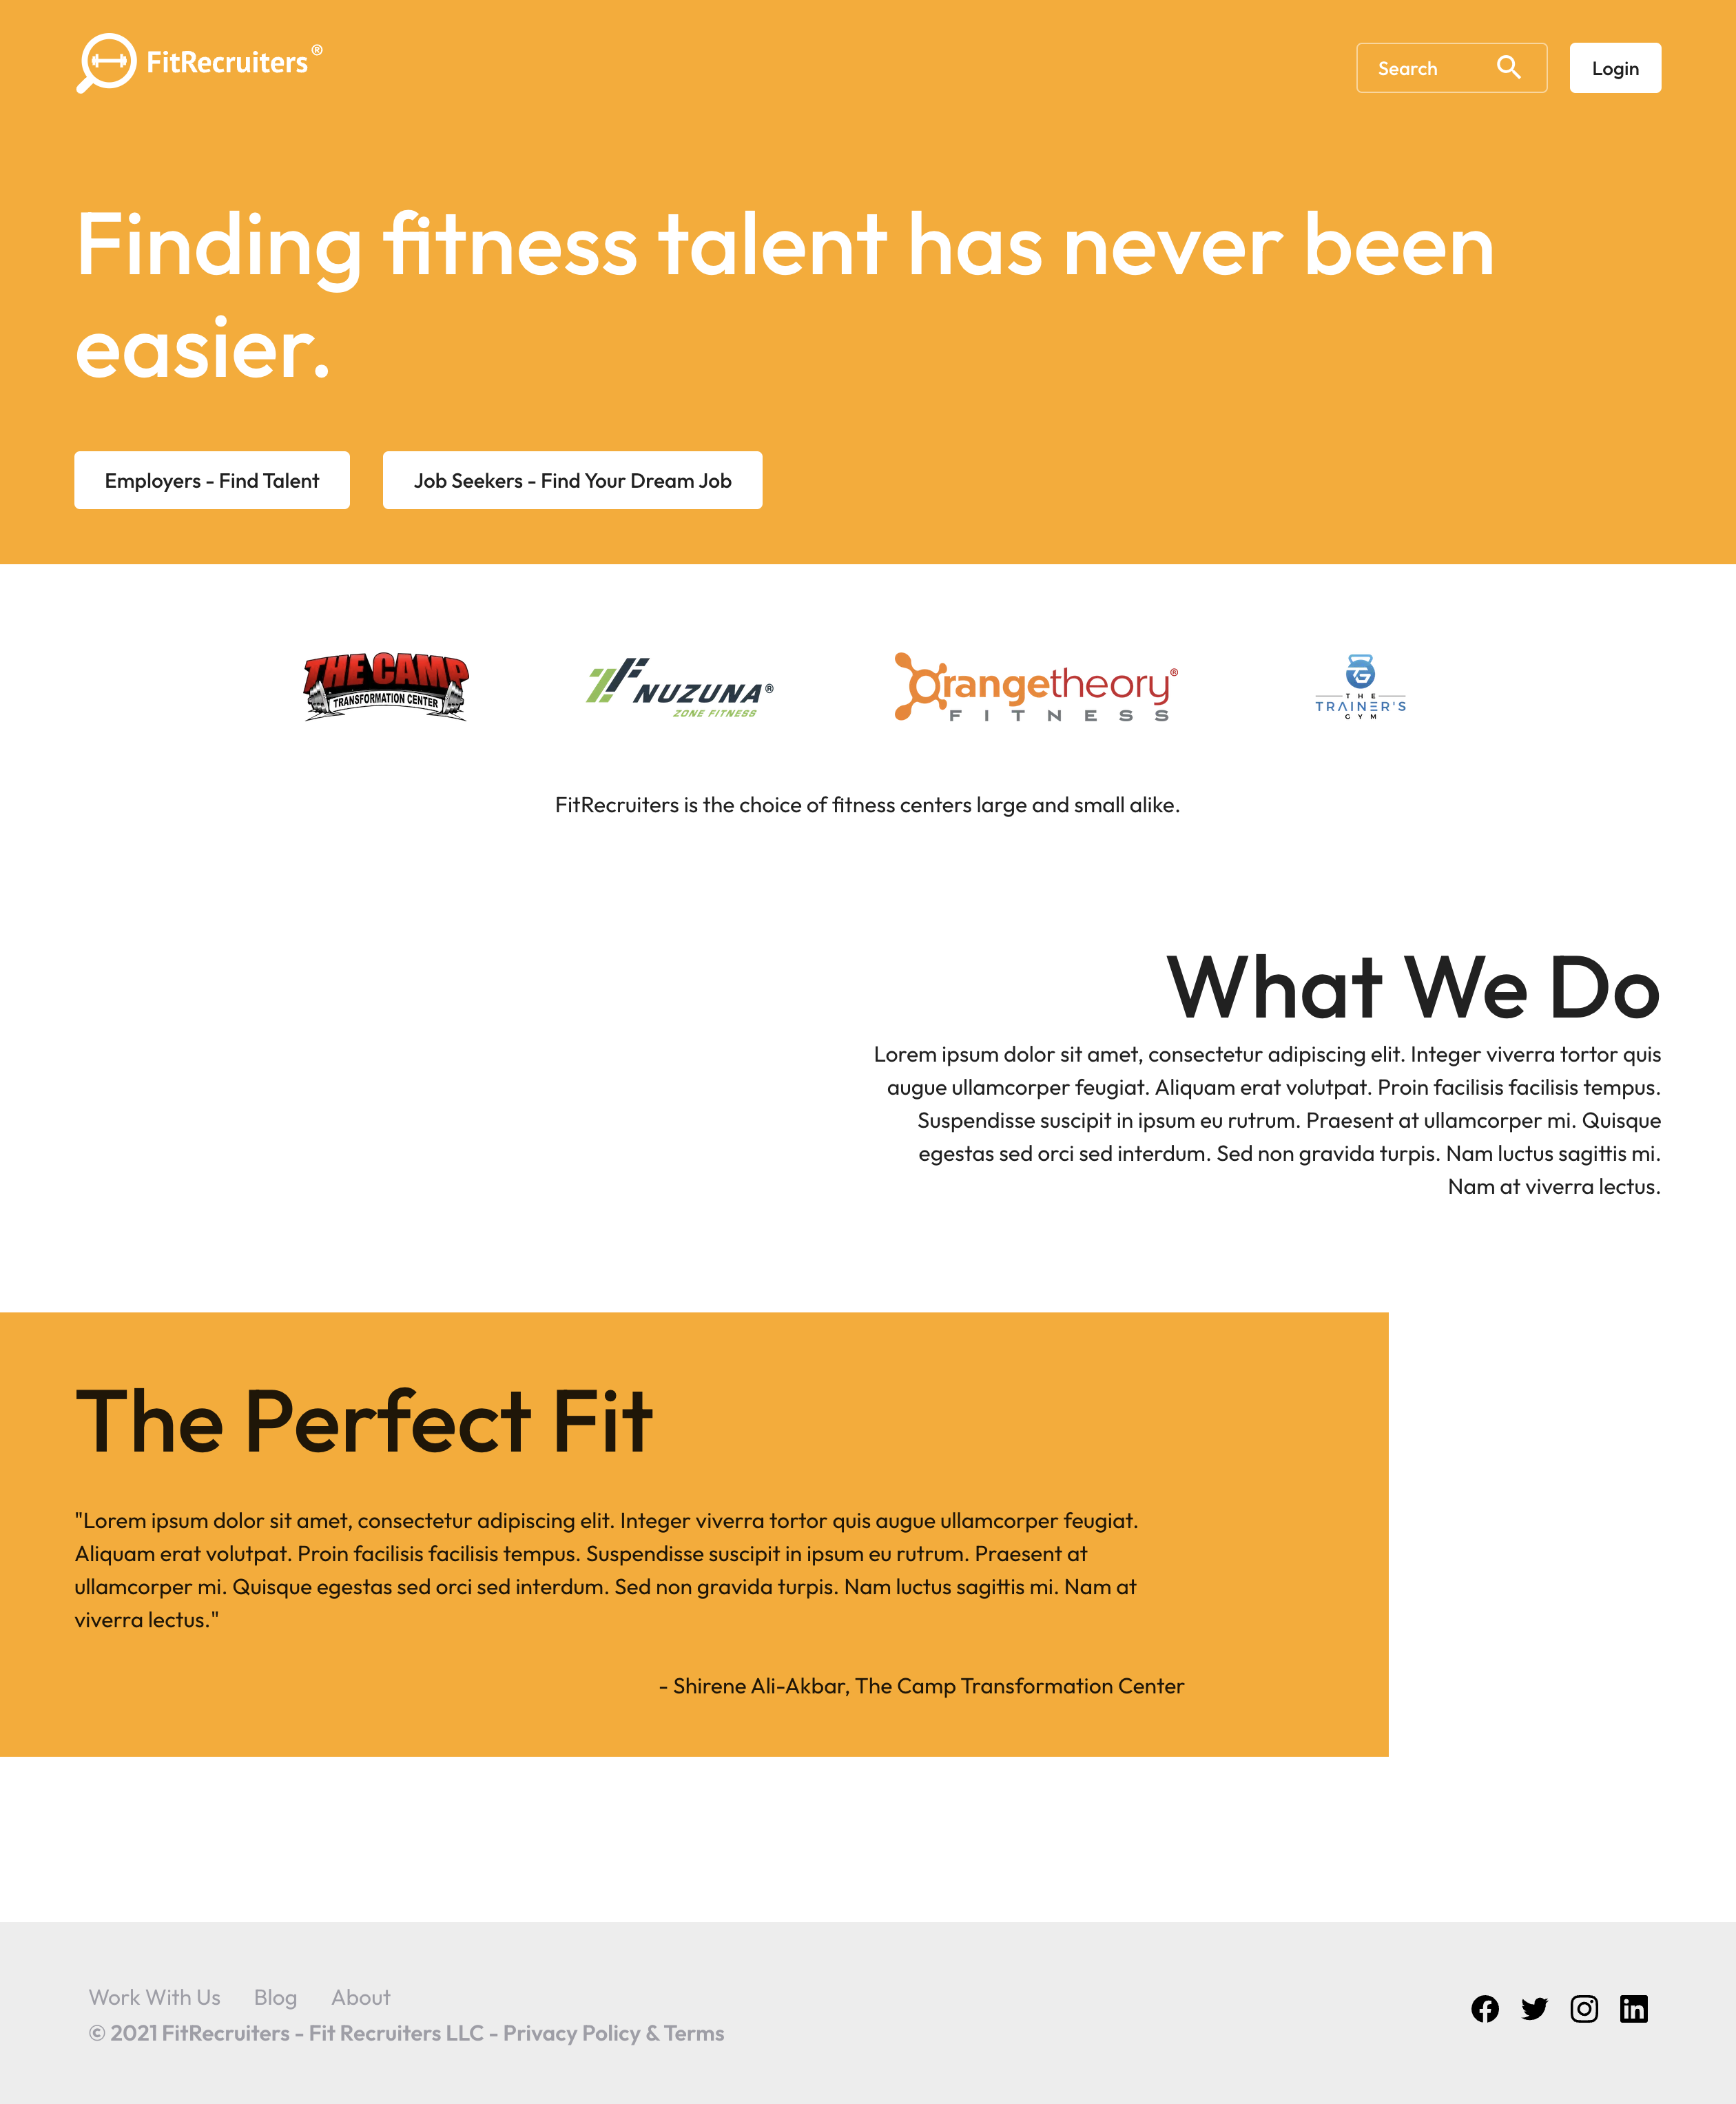 FitRecruiters®
Search
Login
Finding fitness talent has never been
easier.
Employers - Find Talent
Job Seekers - Find Your Dream Job
THE CAMP
TRANSFORMATION CENTER
NUZUNA®
ZONE FITNESS
Orangetheory®
FITNESS
TG
THE
TRAINER'S
GYM
FitRecruiters is the choice of fitness centers large and small alike.
What We Do
Lorem ipsum dolor sit amet, consectetur adipiscing elit. Integer viverra tortor quis
augue ullamcorper feugiat. Aliquam erat volutpat. Proin facilisis facilisis tempus.
Suspendisse suscipit in ipsum eu rutrum. Praesent at ullamcorper mi. Quisque
egestas sed orci sed interdum. Sed non gravida turpis. Nam luctus sagittis mi.
Nam at viverra lectus.
The Perfect Fit
"Lorem ipsum dolor sit amet, consectetur adipiscing elit. Integer viverra tortor quis augue ullamcorper feugiat.
Aliquam erat volutpat. Proin facilisis facilisis tempus. Suspendisse suscipit in ipsum eu rutrum. Praesent at
ullamcorper mi. Quisque egestas sed orci sed interdum. Sed non gravida turpis. Nam luctus sagittis mi. Nam at
viverra lectus."
- Shirene Ali-Akbar, The Camp Transformation Center
Work With Us Blog About
© 2021 FitRecruiters - Fit Recruiters LLC - Privacy Policy & Terms